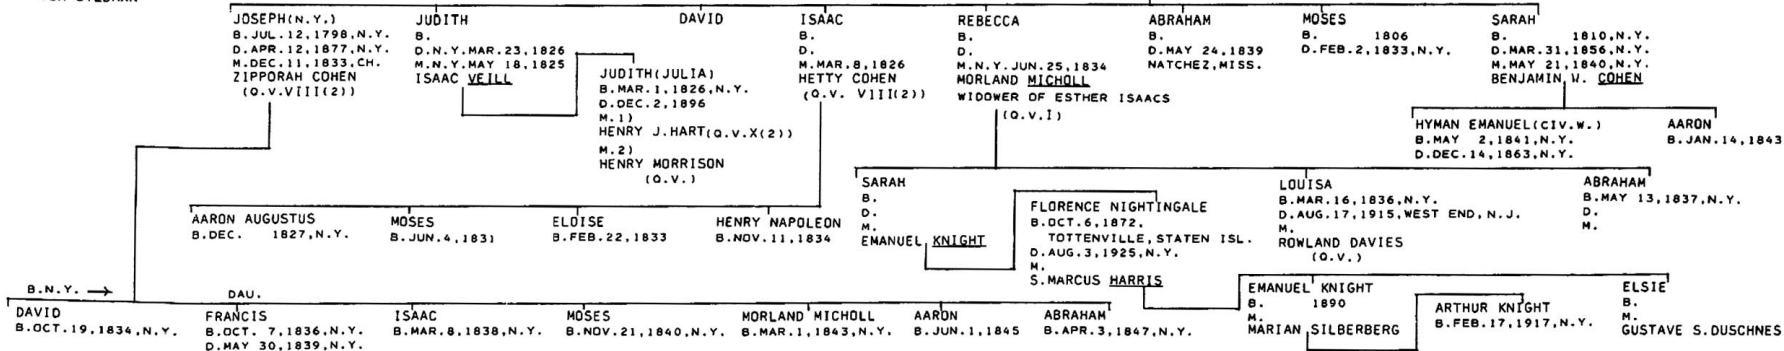 JOSEPH(N.Y.)
B.JUL.12,1798,N.Y.
D.APR.12,1877,N.Y.
M.DEC.11,1833,CH.
ZIPPORAH COHEN
(Q.V.VIII(2))
JUDITH
B.
D.N.Y.MAR.23,1826
M.N.Y.MAY 18,1825
ISAAC VEILL
JUDITH(JULIA)
B.MAR.1,1826,N.Y.
D.DEC.2,1896
M.1)
HENRY J.HART(Q.V.X(2))
M.2)
HENRY MORRISON
(Q.V.)
DAVID
ISAAC
B.
D.
M.MAR.8,1826
HETTY COHEN
(Q.V. VIII(2))
REBECCA
B.
D.
M.N.Y.JUN.25,1834
MORLAND MICHOLL
WIDOWER OF ESTHER ISAACS
(Q.V.I)
ABRAHAM
B.
D.MAY 24,1839
NATCHEZ,MISS.
MOSES
B. 1806
D.FEB.2,1833,N.Y.
SARAH
B. 1810,N.Y.
D.MAR.31,1856,N.Y.
M.MAY 21,1840,N.Y.
BENJAMIN W. COHEN
HYMAN EMANUEL(CIV.W.)
B.MAY 2,1841,N.Y.
D.DEC.14,1863,N.Y.
AARON
B.JAN.14,1843
AARON AUGUSTUS
B.DEC. 1827,N.Y.
MOSES
B.JUN.4,1831
ELOISE
B.FEB.22,1833
HENRY NAPOLEON
B.NOV.11,1834
SARAH
B.
D.
M.
EMANUEL KNIGHT
FLORENCE NIGHTINGALE
B.OCT.6,1872,
TOTTENVILLE,STATEN ISL.
D.AUG.3,1925,N.Y.
M.
S.MARCUS HARRIS
LOUISA
B.MAR.16,1836,N.Y.
D.AUG.17,1915,WEST END,N.J.
M.
ROWLAND DAVIES
(Q.V.)
ABRAHAM
B.MAY 13,1837,N.Y.
D.
M.
EMANUEL KNIGHT
B. 1890
M.
MARIAN SILBERBERG
ARTHUR KNIGHT
B.FEB.17,1917,N.Y.
ELSIE
B.
M.
GUSTAVE S.DUSCHNES
B.N.Y. →
DAVID
B.OCT.19,1834,N.Y.
DAU.
FRANCIS
B.OCT. 7,1836,N.Y.
D.MAY 30,1839,N.Y.
ISAAC
B.MAR.8,1838,N.Y.
MOSES
B.NOV.21,1840,N.Y.
MORLAND MICHOLL
B.MAR.1,1843,N.Y.
AARON
B.JUN.1,1845
ABRAHAM
B.APR.3,1847,N.Y.